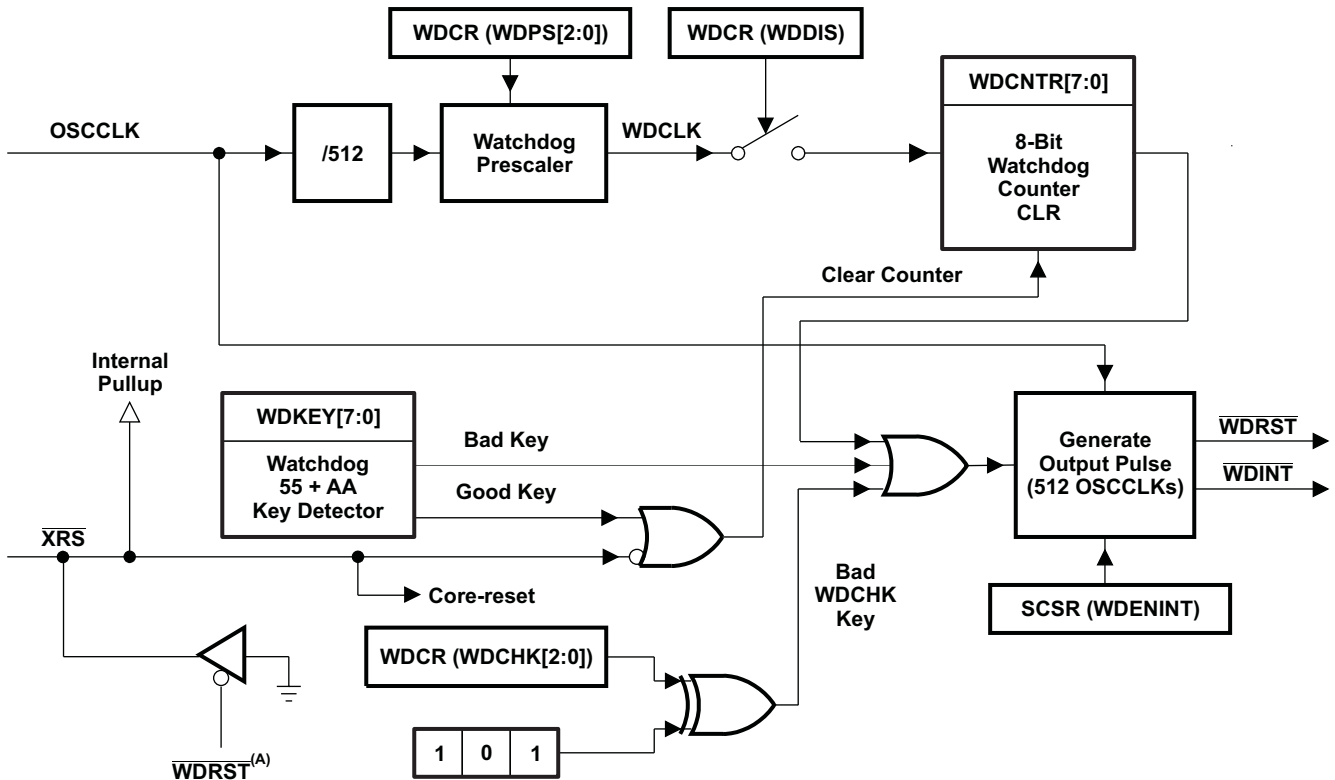 WDCR (WDPS[2:0])
WDCR (WDDIS)
WDCNTR[7:0]
OSCCLK
/512
Watchdog
Prescaler
WDCLK
8-Bit
Watchdog
Counter
CLR
Clear Counter
Internal
Pullup
WDKEY[7:0]
Watchdog
55 + AA
Key Detector
Bad Key
Good Key
Generate
Output Pulse
(512 OSCCLKs)
WDRST
WDINT
XRS
Core-reset
Bad
WDCHK
Key
SCSR (WDENINT)
WDCR (WDCHK[2:0])
1 0 1
WDRST(A)